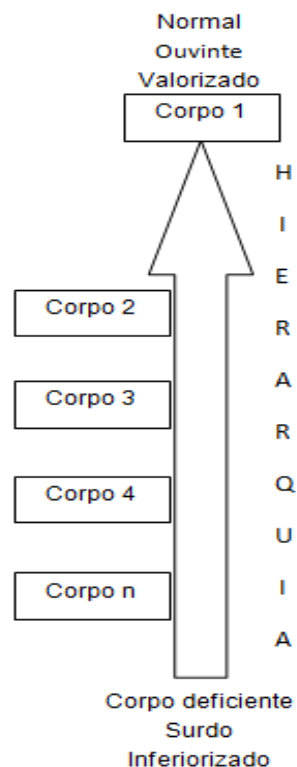 Normal
Ouvinte
Valorizado
Corpo 1
Corpo 2
Corpo 3
Corpo 4
Corpo n
H
I
E
R
A
R
Q
U
I
A
Corpo deficiente
Surdo
Inferiorizado